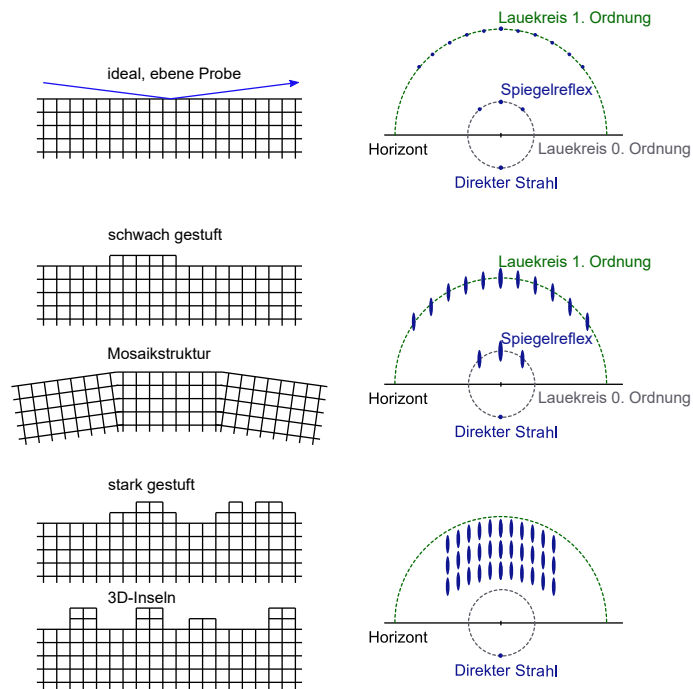 ideal, ebene Probe
Lauekreis 1. Ordnung
Spiegelreflex
Horizont
Lauekreis 0. Ordnung
Direkter Strahl
schwach gestuft
Lauekreis 1. Ordnung
Mosaikstruktur
Spiegelreflex
Horizont
Lauekreis 0. Ordnung
Direkter Strahl
stark gestuft
3D-Inseln
Horizont
Direkter Strahl